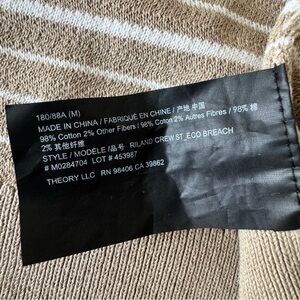 180/88A (M)
MADE IN CHINA / FABRIQUÉ EN CHINE / 产地 中国
98% Cotton 2% Other Fibers / 98% Coton 2% Autres Fibres / 98% 棉
2% 其他纤维
STYLE / MODÈLE /品号 RILAND CREW ST_ECO BREACH
# M0284704 LOT # 453987
THEORY LLC RN 98406 CA 39862